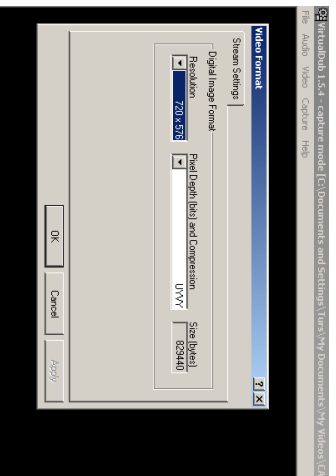 VirtualDub 1.5.4 - capture mode [C:\Documents and Settings\Turs\My Documents\My Videos\
File Audio Video Capture Help
Video Format
Stream Settings
Digital Image Format
Resolution
720 x 576
Pixel Depth (bits) and Compression
UYVY
Size (bytes)
829440
OK
Cancel
Apply